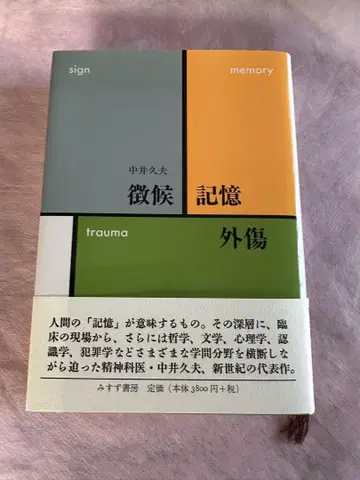 sign
memory
中井久夫
徴候
記憶
trauma
外傷
人間の「記憶」が意味するもの。その深層に、臨
床の現場から、さらには哲学、文学、心理学、認
識学、犯罪学などさまざまな学問分野を横断しな
がら迫った精神科医・中井久夫、新世紀の代表作。
みすず書房 定価（本体3800円＋税）